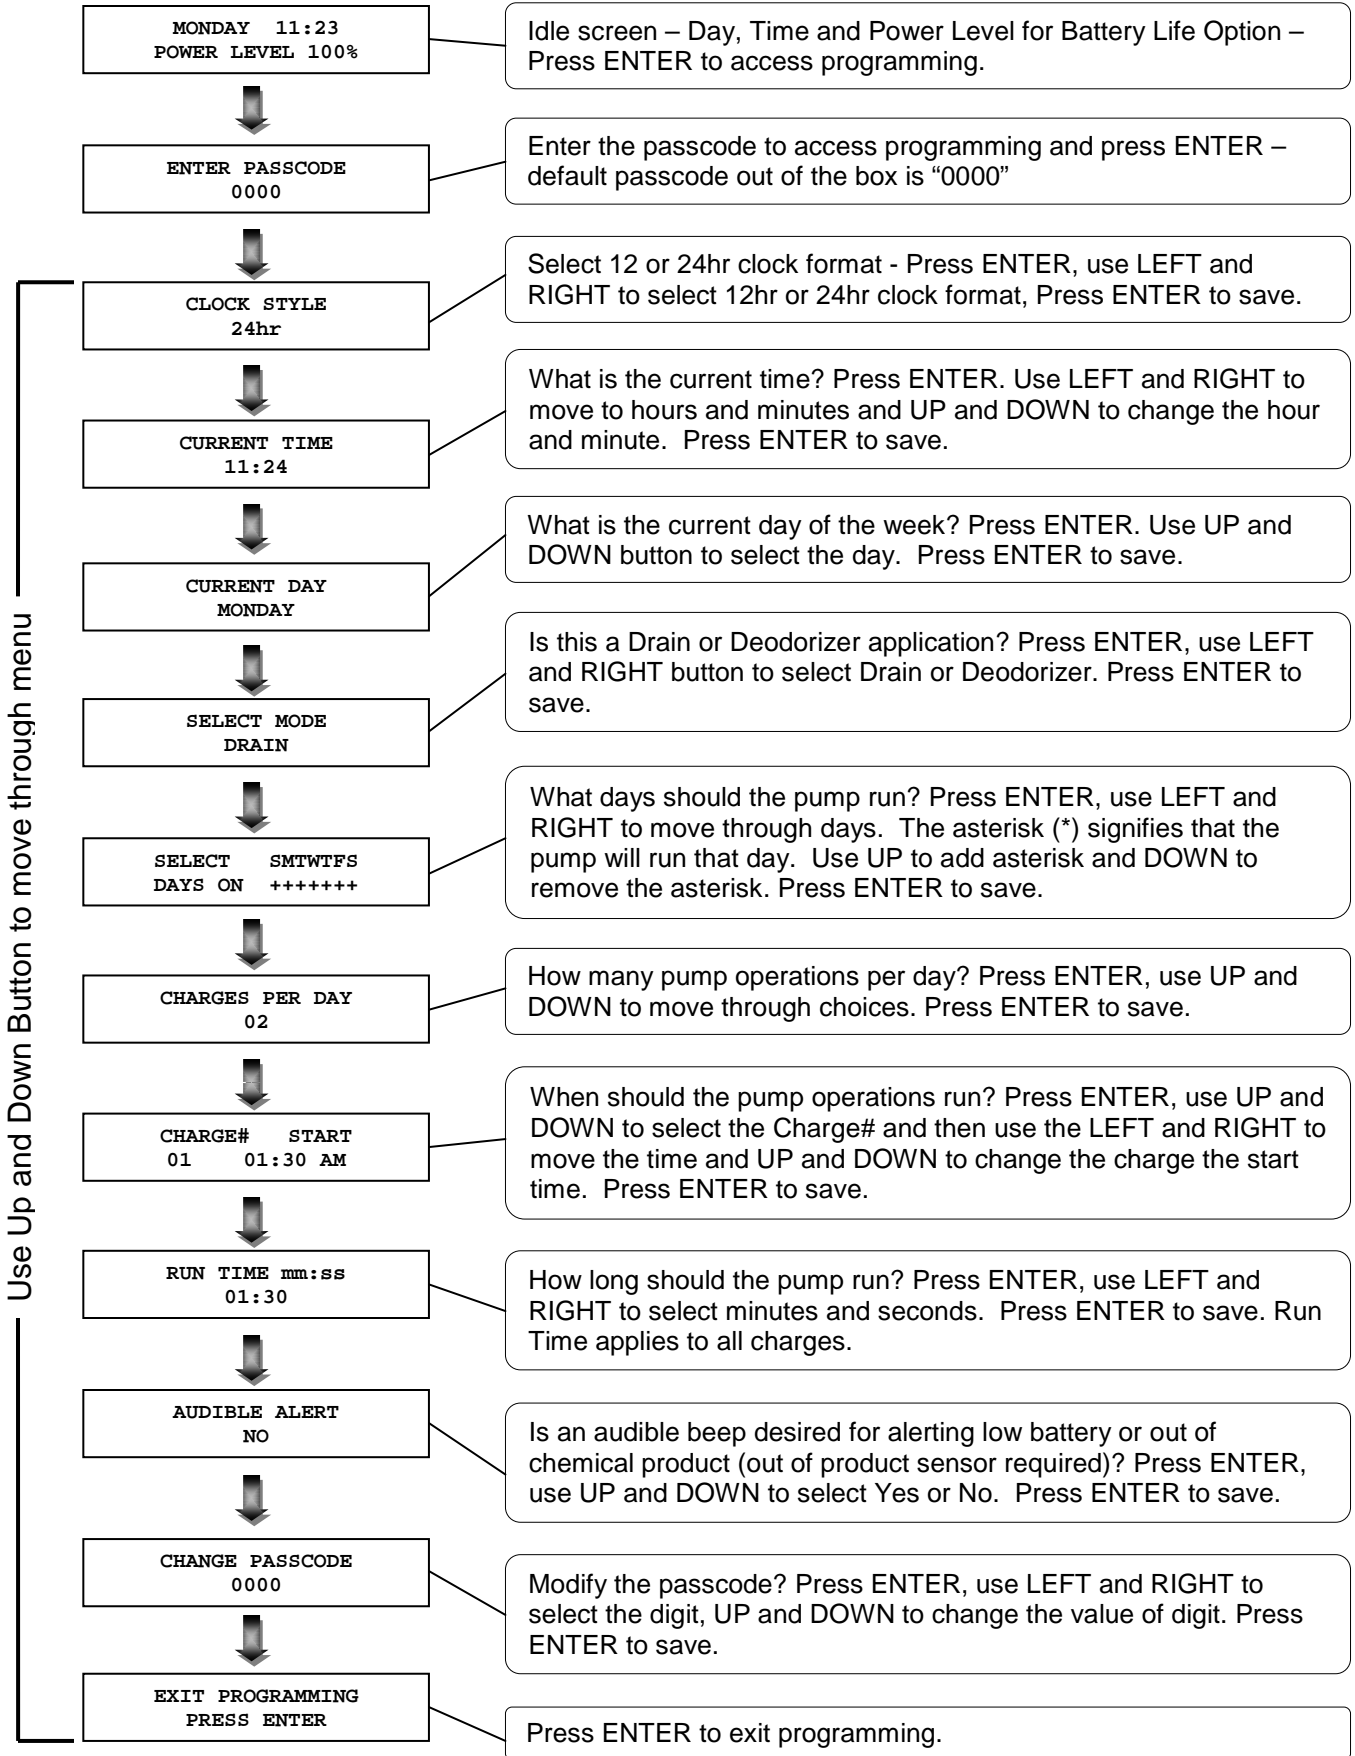 MONDAY 11:23
POWER LEVEL 100%
Idle screen – Day, Time and Power Level for Battery Life Option –
Press ENTER to access programming.
ENTER PASSCODE
0000
Enter the passcode to access programming and press ENTER –
default passcode out of the box is “0000”
Use Up and Down Button to move through menu
CLOCK STYLE
24hr
Select 12 or 24hr clock format - Press ENTER, use LEFT and
RIGHT to select 12hr or 24hr clock format, Press ENTER to save.
CURRENT TIME
11:24
What is the current time? Press ENTER. Use LEFT and RIGHT to
move to hours and minutes and UP and DOWN to change the hour
and minute. Press ENTER to save.
CURRENT DAY
MONDAY
What is the current day of the week? Press ENTER. Use UP and
DOWN button to select the day. Press ENTER to save.
SELECT MODE
DRAIN
Is this a Drain or Deodorizer application? Press ENTER, use LEFT
and RIGHT button to select Drain or Deodorizer. Press ENTER to
save.
SELECT SMTWTFS
DAYS ON +++++++
What days should the pump run? Press ENTER, use LEFT and
RIGHT to move through days. The asterisk (*) signifies that the
pump will run that day. Use UP to add asterisk and DOWN to
remove the asterisk. Press ENTER to save.
CHARGES PER DAY
02
How many pump operations per day? Press ENTER, use UP and
DOWN to move through choices. Press ENTER to save.
CHARGE# START
01 01:30 AM
When should the pump operations run? Press ENTER, use UP and
DOWN to select the Charge# and then use the LEFT and RIGHT to
move the time and UP and DOWN to change the charge the start
time. Press ENTER to save.
RUN TIME mm:ss
01:30
How long should the pump run? Press ENTER, use LEFT and
RIGHT to select minutes and seconds. Press ENTER to save. Run
Time applies to all charges.
AUDIBLE ALERT
NO
Is an audible beep desired for alerting low battery or out of
chemical product (out of product sensor required)? Press ENTER,
use UP and DOWN to select Yes or No. Press ENTER to save.
CHANGE PASSCODE
0000
Modify the passcode? Press ENTER, use LEFT and RIGHT to
select the digit, UP and DOWN to change the value of digit. Press
ENTER to save.
EXIT PROGRAMMING
PRESS ENTER
Press ENTER to exit programming.